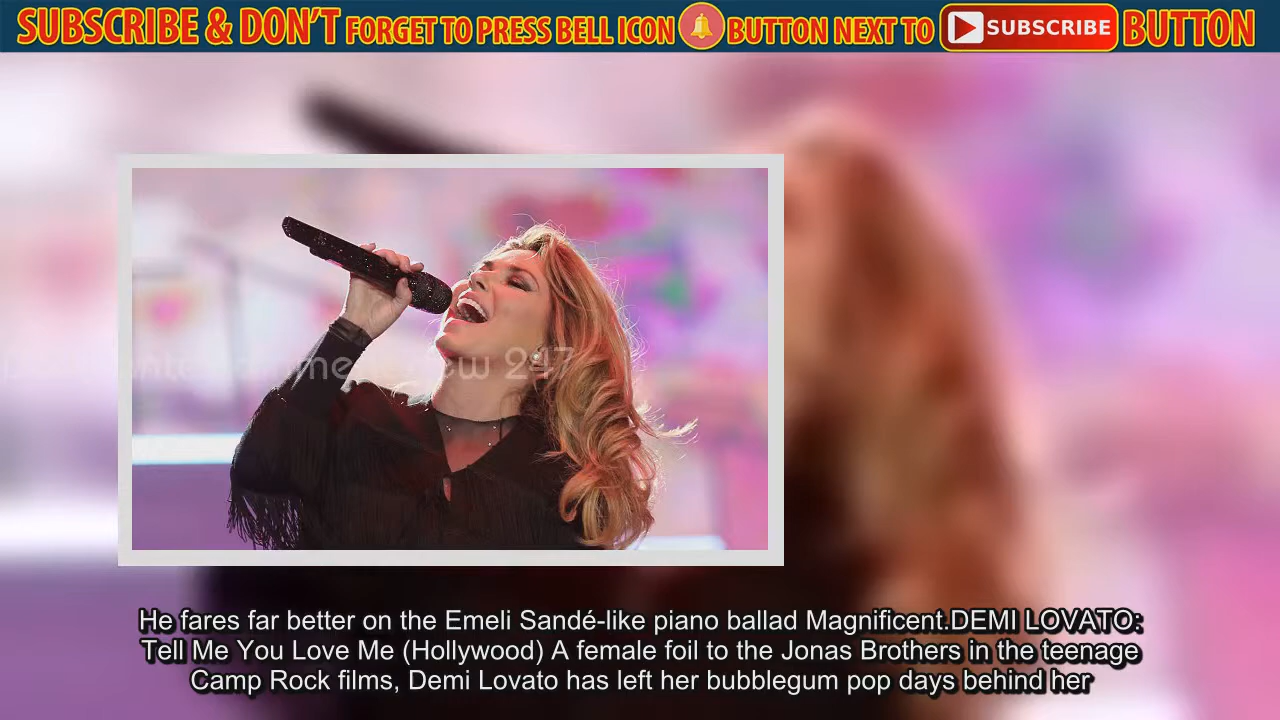 SUBSCRIBE & DON'T FORGET TO PRESS BELL ICON BUTTON NEXT TO SUBSCRIBE BUTTON
247
He fares far better on the Emeli Sandé-like piano ballad Magnificent.DEMI LOVATO:
Tell Me You Love Me (Hollywood) A female foil to the Jonas Brothers in the teenage
Camp Rock films, Demi Lovato has left her bubblegum pop days behind her